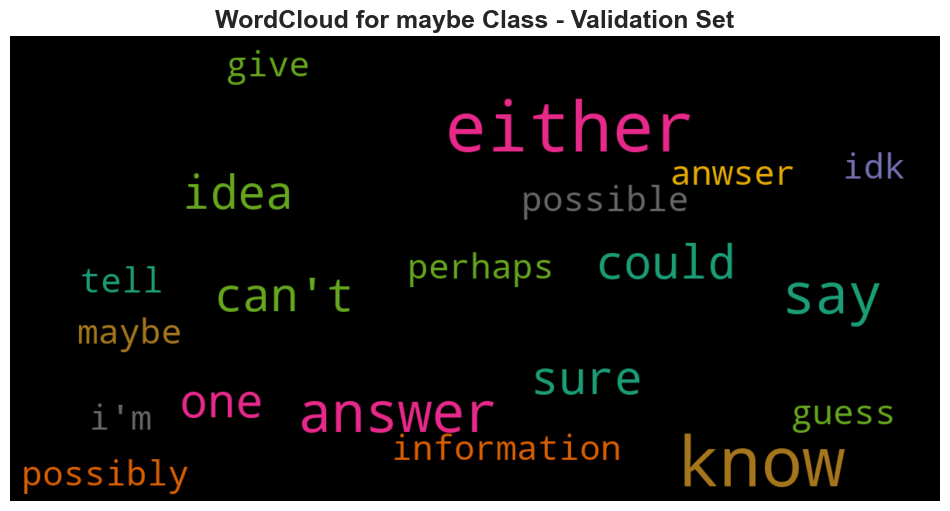 WordCloud for maybe Class - Validation Set
give
either
anwser
idk
idea
possible
perhaps
could
tell
can't
say
maybe
sure
one
answer
i'm
guess
information
know
possibly